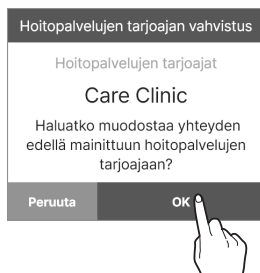 Hoitopalvelujen tarjoajan vahvistus
Hoitopalvelujen tarjoajat
Care Clinic
Haluatko muodostaa yhteyden
edellä mainittuun hoitopalvelujen
tarjoajaan?
Peruuta OK